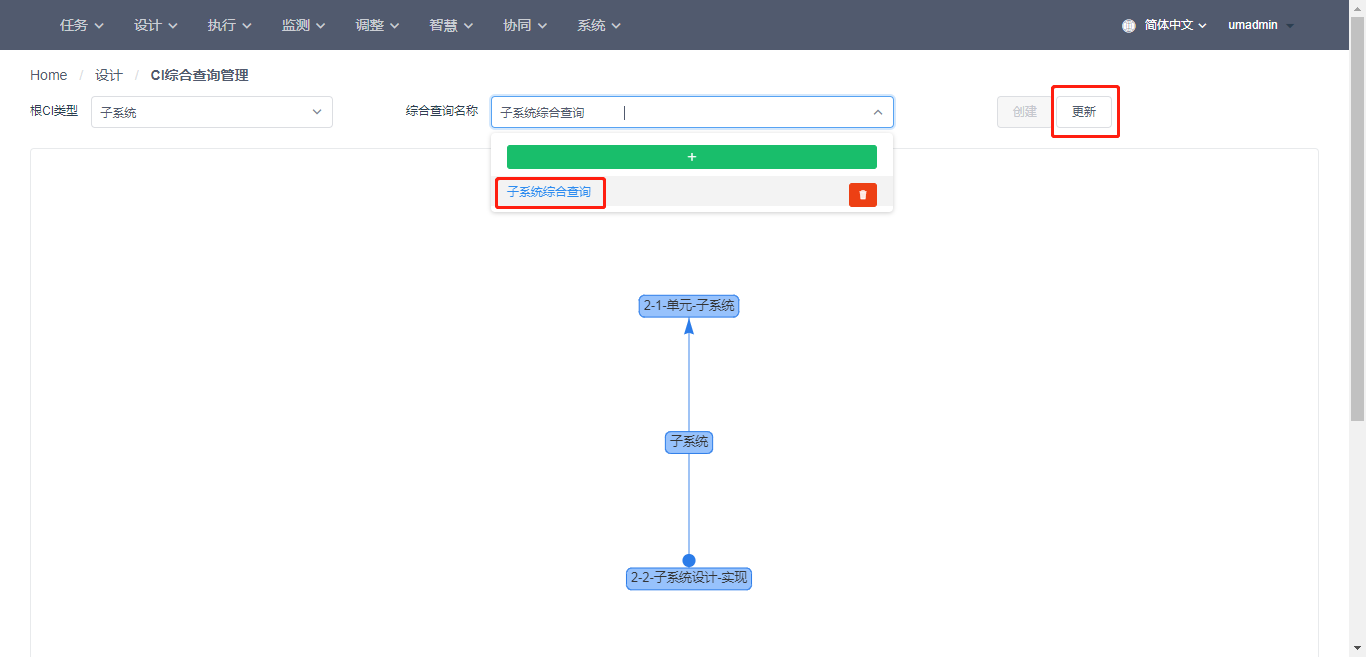 任务 设计 执行 监测 调整 智慧 协同 系统 简体中文 umadmin
Home / 设计 / CI综合查询管理
根CI类型 子系统 综合查询名称 子系统综合查询 创建 更新
+
子系统综合查询
2-1-单元-子系统
子系统
2-2-子系统设计-实现